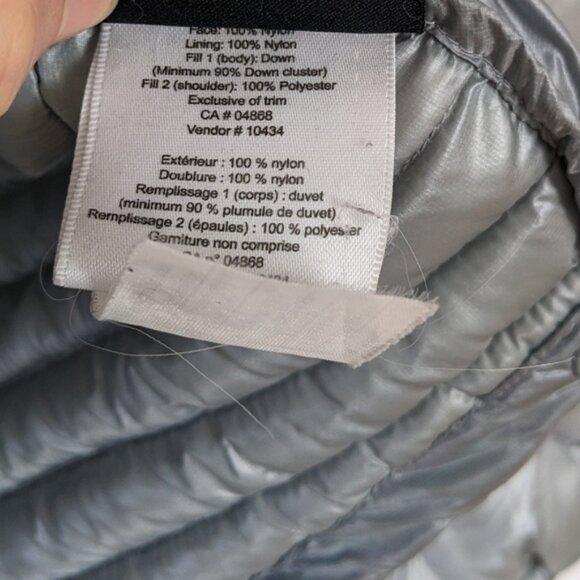 Face: 100% Nylon
Lining: 100% Nylon
Fill 1 (body): Down
(Minimum 90% Down cluster)
Fill 2 (shoulder): 100% Polyester
Exclusive of trim
CA # 04868
Vendor # 10434
Extérieur : 100 % nylon
Doublure : 100 % nylon
Remplissage 1 (corps) : duvet
(minimum 90 % plumule de duvet)
Remplissage 2 (épaules) : 100 % polyester
Garniture non comprise
CA n° 04868